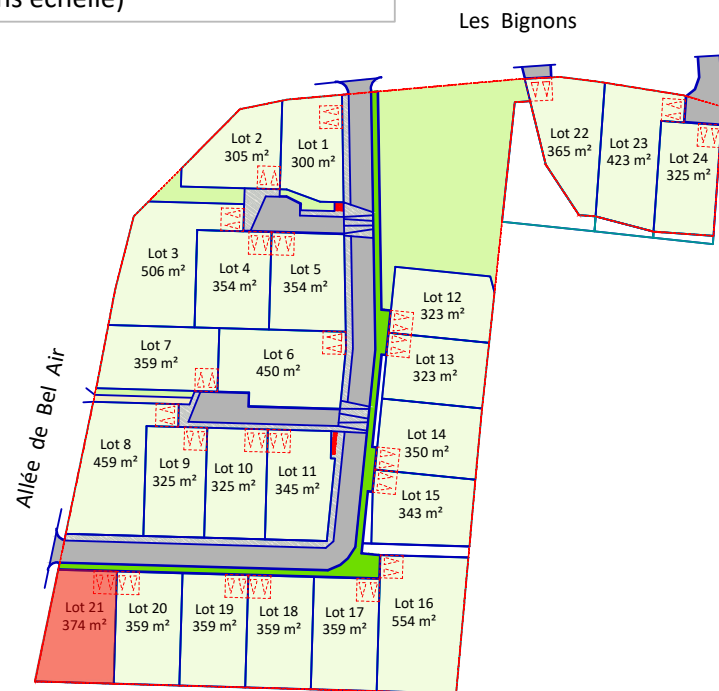 ns échelle)
Les Bignons
Lot 2
305 m²
Lot 1
300 m²
Lot 22
365 m²
Lot 23
423 m²
Lot 24
325 m²
Lot 3
506 m²
Lot 4
354 m²
Lot 5
354 m²
Lot 12
323 m²
Lot 7
359 m²
Lot 6
450 m²
Lot 13
323 m²
Allée de Bel Air
Lot 8
459 m²
Lot 9
325 m²
Lot 10
325 m²
Lot 11
345 m²
Lot 14
350 m²
Lot 15
343 m²
Lot 21
374 m²
Lot 20
359 m²
Lot 19
359 m²
Lot 18
359 m²
Lot 17
359 m²
Lot 16
554 m²